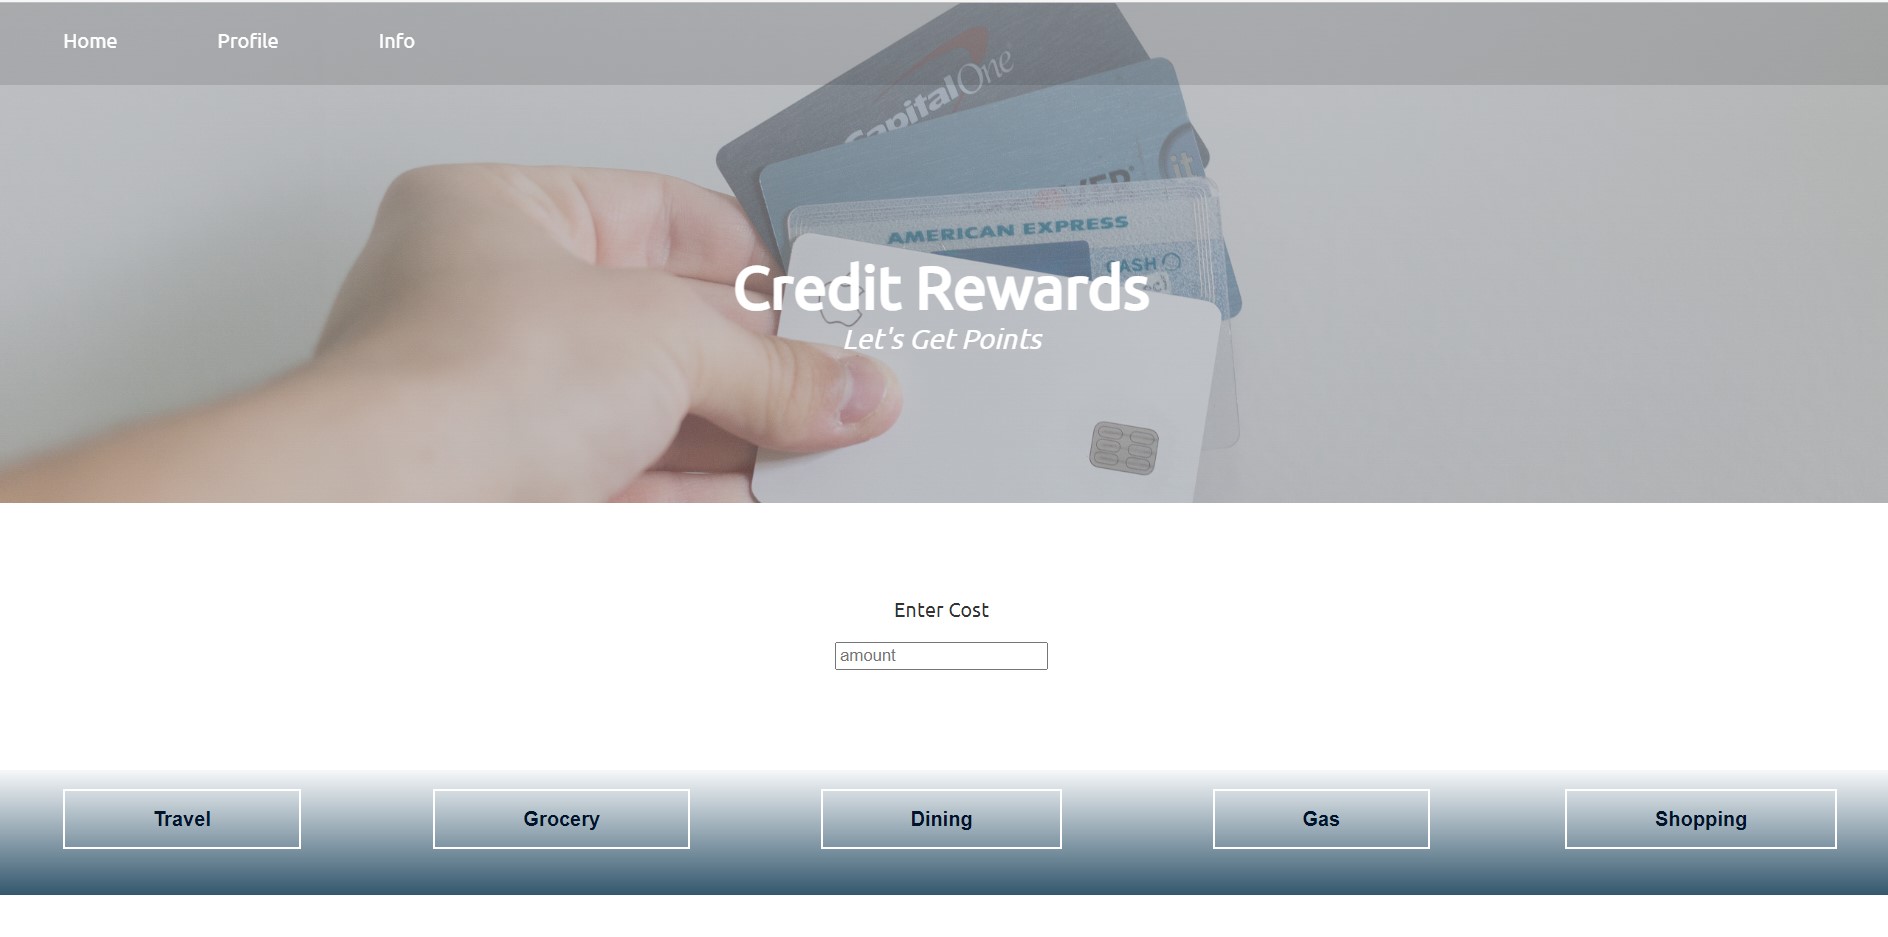 Home Profile Info
CapitalOne
it
AMERICAN EXPRESS
CASH
Credit Rewards
Let's Get Points
Enter Cost
amount
Travel Grocery Dining Gas Shopping